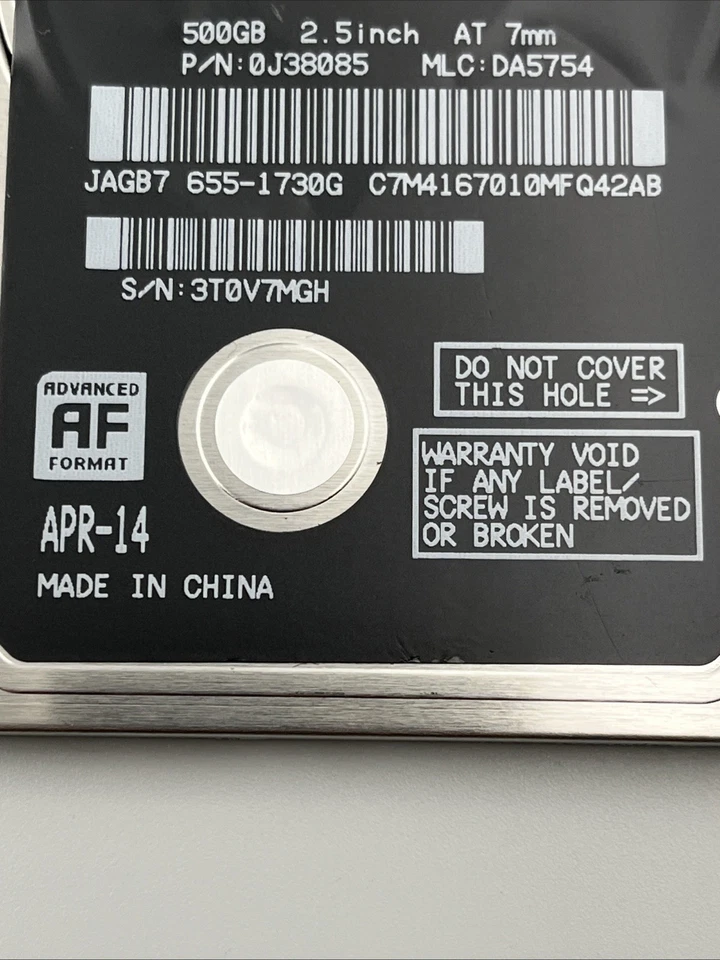 500GB 2.5inch AT 7mm
P/N:0J38085 MLC:DA5754
JAGB7 655-1730G C7M4167010MFQ42AB
S/N:3T0V7MGH
ADVANCED
AF
FORMAT
DO NOT COVER
THIS HOLE =>
WARRANTY VOID
IF ANY LABEL/
SCREW IS REMOVED
OR BROKEN
APR-14
MADE IN CHINA